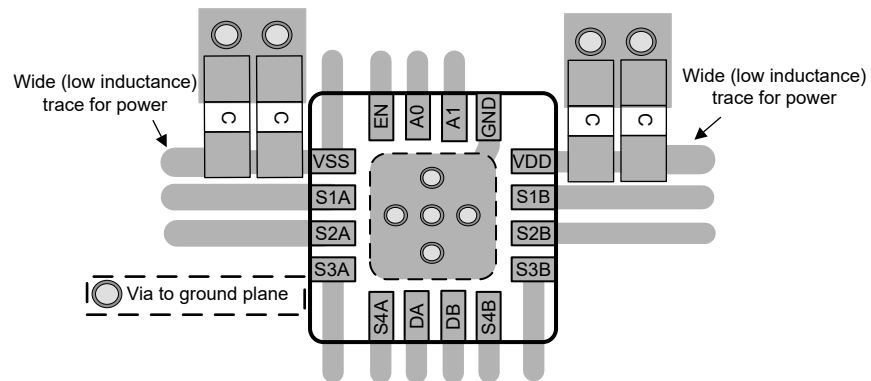 Wide (low inductance)
trace for power
C
C
C
C
Wide (low inductance)
trace for power
EN
A0
A1
GND
VSS
VDD
S1A
S1B
S2A
S2B
S3A
S3B
Via to ground plane
S4A
DA
DB
S4B